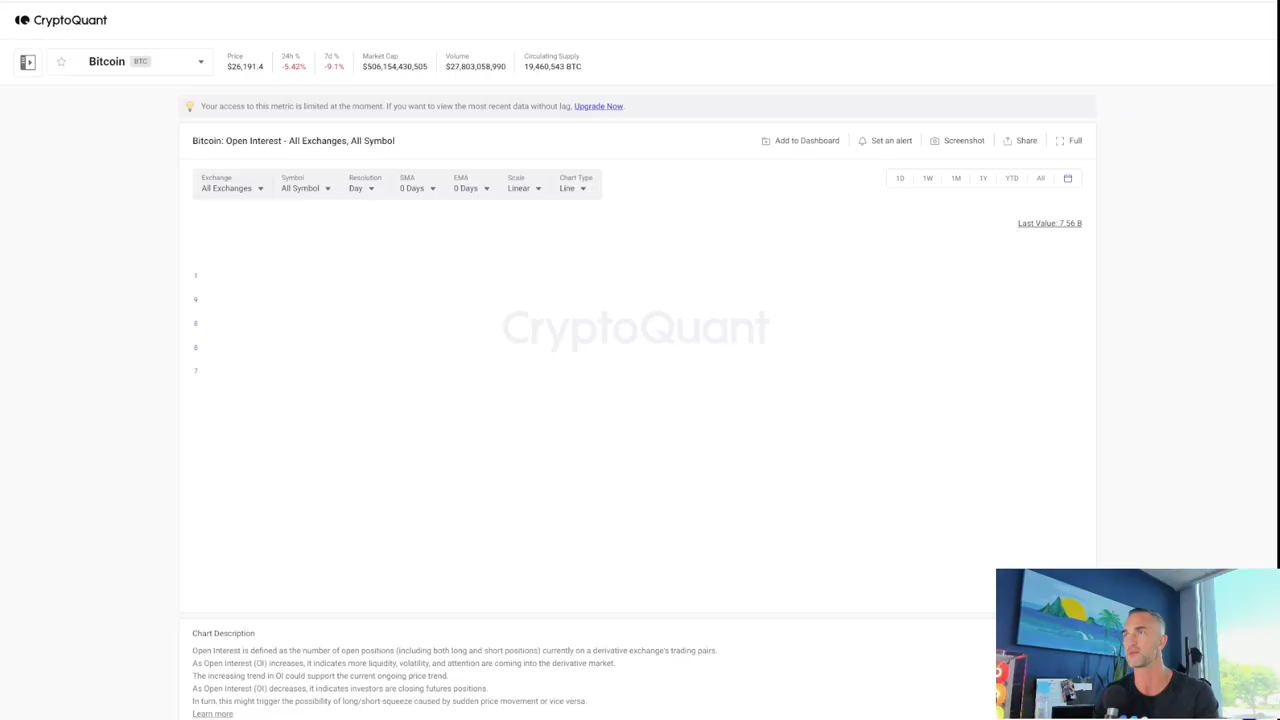 CryptoQuant
Bitcoin BTC
Price
$26,191.4
24h %
-5.42%
7d %
-9.1%
Market Cap
$506,154,430,505
Volume
$27,803,058,990
Circulating Supply
19,460,543 BTC
Your access to this metric is limited at the moment. If you want to view the most recent data without lag, Upgrade Now.
Bitcoin: Open Interest - All Exchanges, All Symbol
Add to Dashboard
Set an alert
Screenshot
Share
Full
Exchange
All Exchanges
Symbol
All Symbol
Resolution
Day
SMA
0 Days
EMA
0 Days
Scale
Linear
Chart Type
Line
1D 1W 1M 1Y YTD All
Last Value: 7.56 B
1
9
8
8
7
CryptoQuant
Chart Description
Open Interest is defined as the number of open positions (including both long and short positions) currently on a derivative exchange's trading pairs.
As Open Interest (OI) increases, it indicates more liquidity, volatility, and attention are coming into the derivative market.
The increasing trend in OI could support the current ongoing price trend.
As Open Interest (OI) decreases, it indicates investors are closing futures positions.
In turn, this might trigger the possibility of long/short-squeeze caused by sudden price movement or vice versa.
Learn more